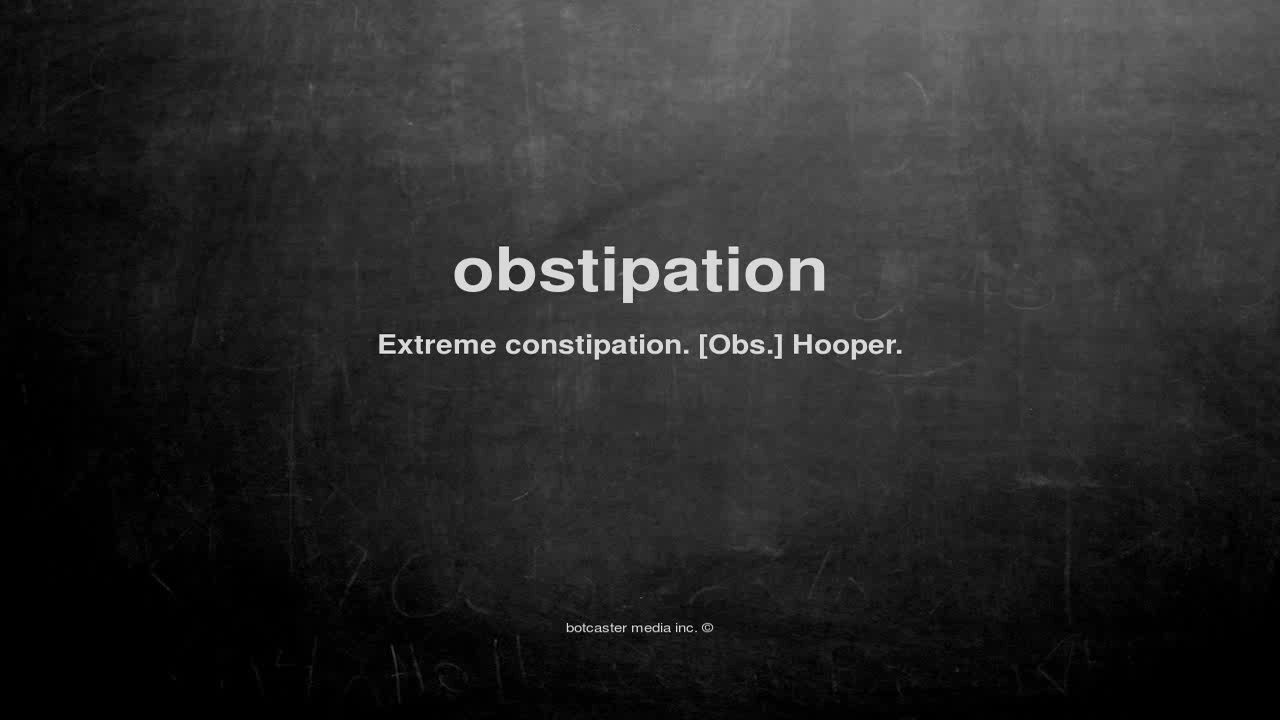 obstipation
Extreme constipation. [Obs.] Hooper.
botcaster media inc. ©